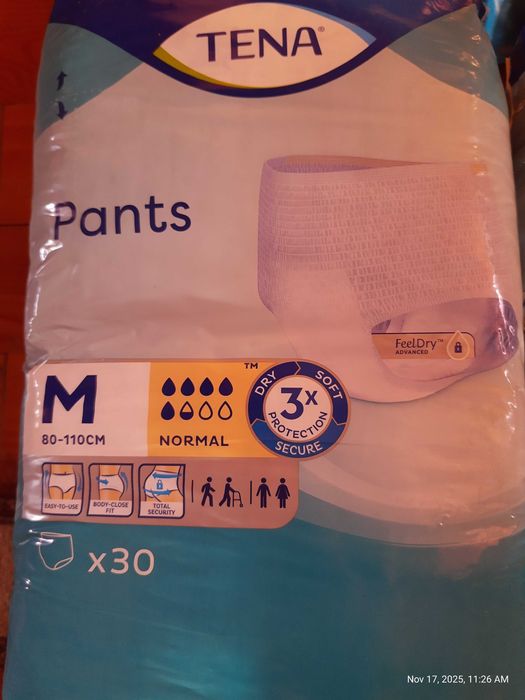 TENA®
Pants
FeelDry™
ADVANCED
M
80-110CM
NORMAL
™
DRY
SOFT
3x
PROTECTION
SECURE
EASY-TO-USE
BODY-CLOSE
FIT
TOTAL
SECURITY
x30
Nov 17, 2025, 11:26 AM